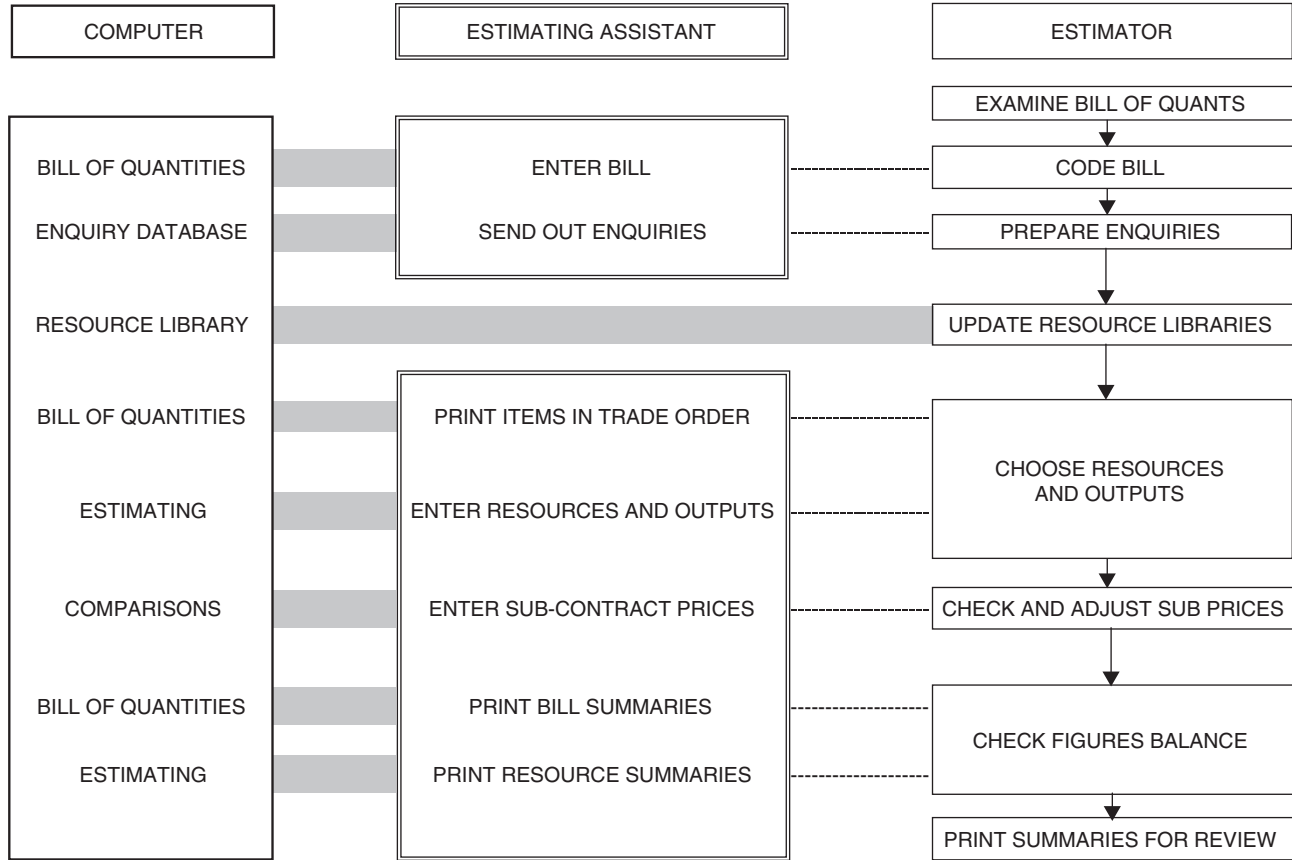 COMPUTER
ESTIMATING ASSISTANT
ESTIMATOR
EXAMINE BILL OF QUANTS
BILL OF QUANTITIES
ENTER BILL
CODE BILL
ENQUIRY DATABASE
SEND OUT ENQUIRIES
PREPARE ENQUIRIES
RESOURCE LIBRARY
UPDATE RESOURCE LIBRARIES
BILL OF QUANTITIES
PRINT ITEMS IN TRADE ORDER
CHOOSE RESOURCES
AND OUTPUTS
ESTIMATING
ENTER RESOURCES AND OUTPUTS
COMPARISONS
ENTER SUB-CONTRACT PRICES
CHECK AND ADJUST SUB PRICES
BILL OF QUANTITIES
PRINT BILL SUMMARIES
CHECK FIGURES BALANCE
ESTIMATING
PRINT RESOURCE SUMMARIES
PRINT SUMMARIES FOR REVIEW